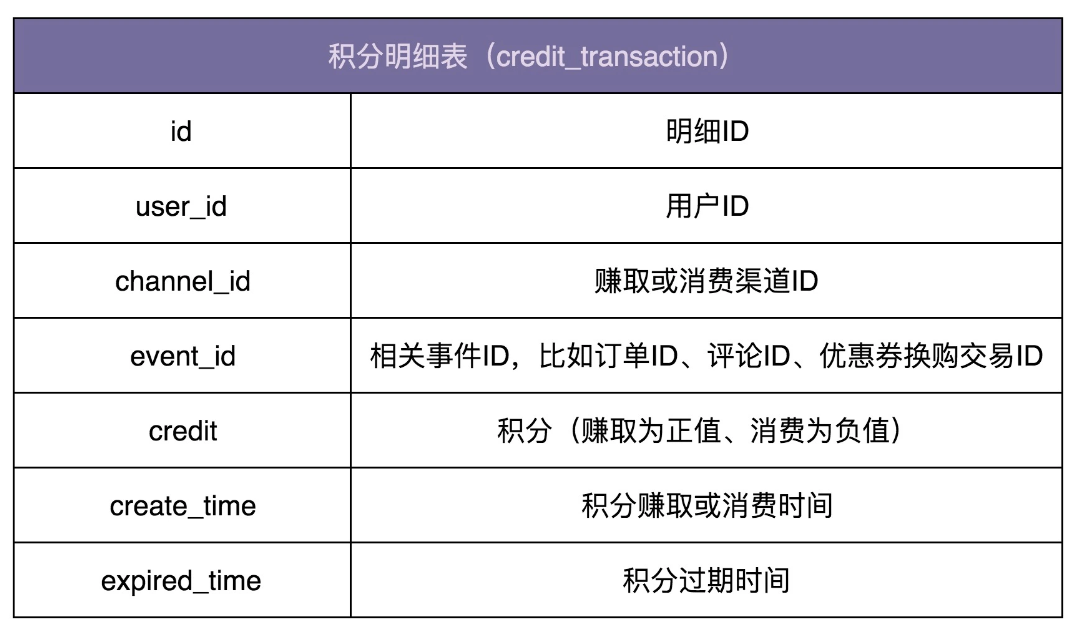 积分明细表（credit_transaction）
id 明细ID
user_id 用户ID
channel_id 赚取或消费渠道ID
event_id 相关事件ID，比如订单ID、评论ID、优惠券换购交易ID
credit 积分（赚取为正值、消费为负值）
create_time 积分赚取或消费时间
expired_time 积分过期时间